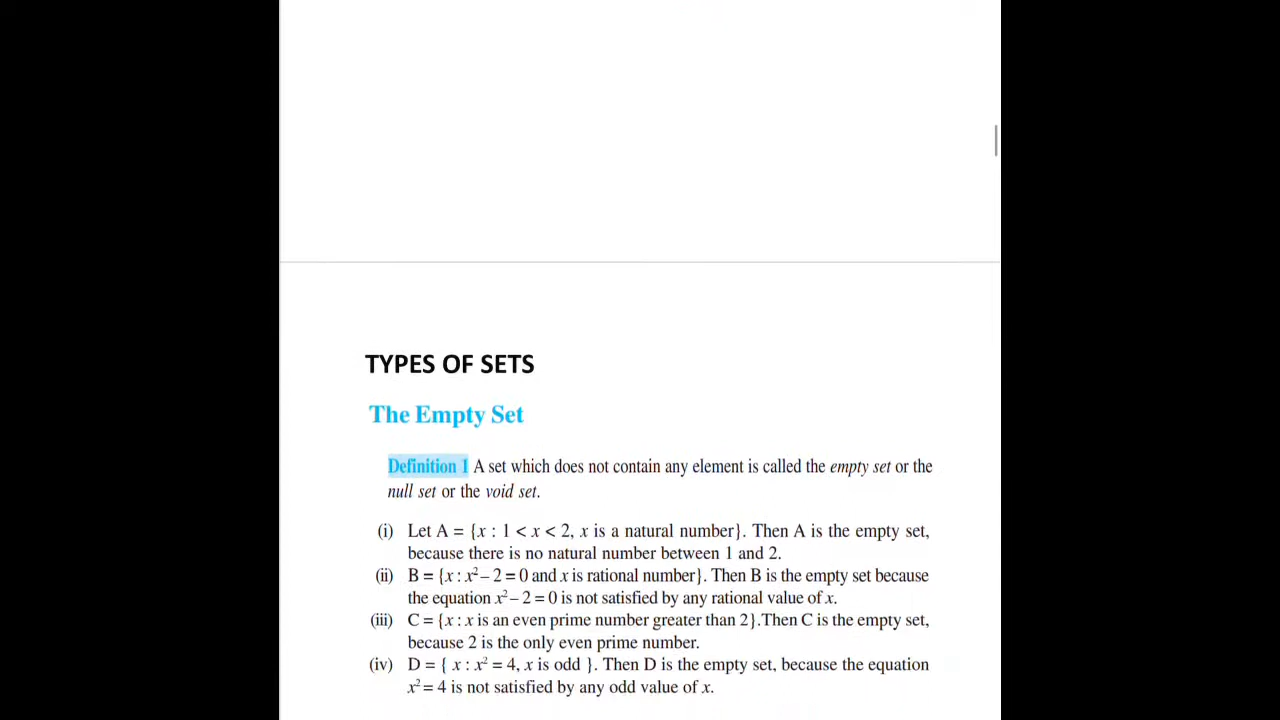 TYPES OF SETS
The Empty Set
Definition 1 A set which does not contain any element is called the empty set or the
null set or the void set.
(i) Let A = {x : 1 < x < 2, x is a natural number}. Then A is the empty set,
because there is no natural number between 1 and 2.
(ii) B = {x : x² – 2 = 0 and x is rational number}. Then B is the empty set because
the equation x² – 2 = 0 is not satisfied by any rational value of x.
(iii) C = {x : x is an even prime number greater than 2}.Then C is the empty set,
because 2 is the only even prime number.
(iv) D = { x : x² = 4, x is odd }. Then D is the empty set, because the equation
x² = 4 is not satisfied by any odd value of x.